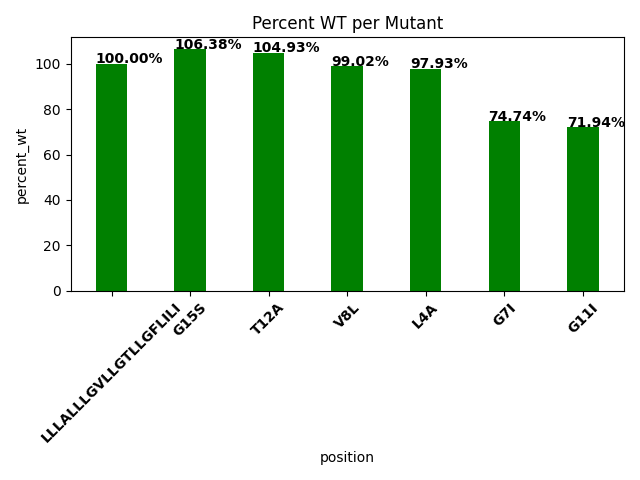 Percent WT per Mutant
percent_wt
100
80
60
40
20
0
100.00%
106.38%
104.93%
99.02%
97.93%
74.74%
71.94%
LLLALLLGVLLGTLLGFLILI
G15S
T12A
V8L
L4A
G7I
G11I
position